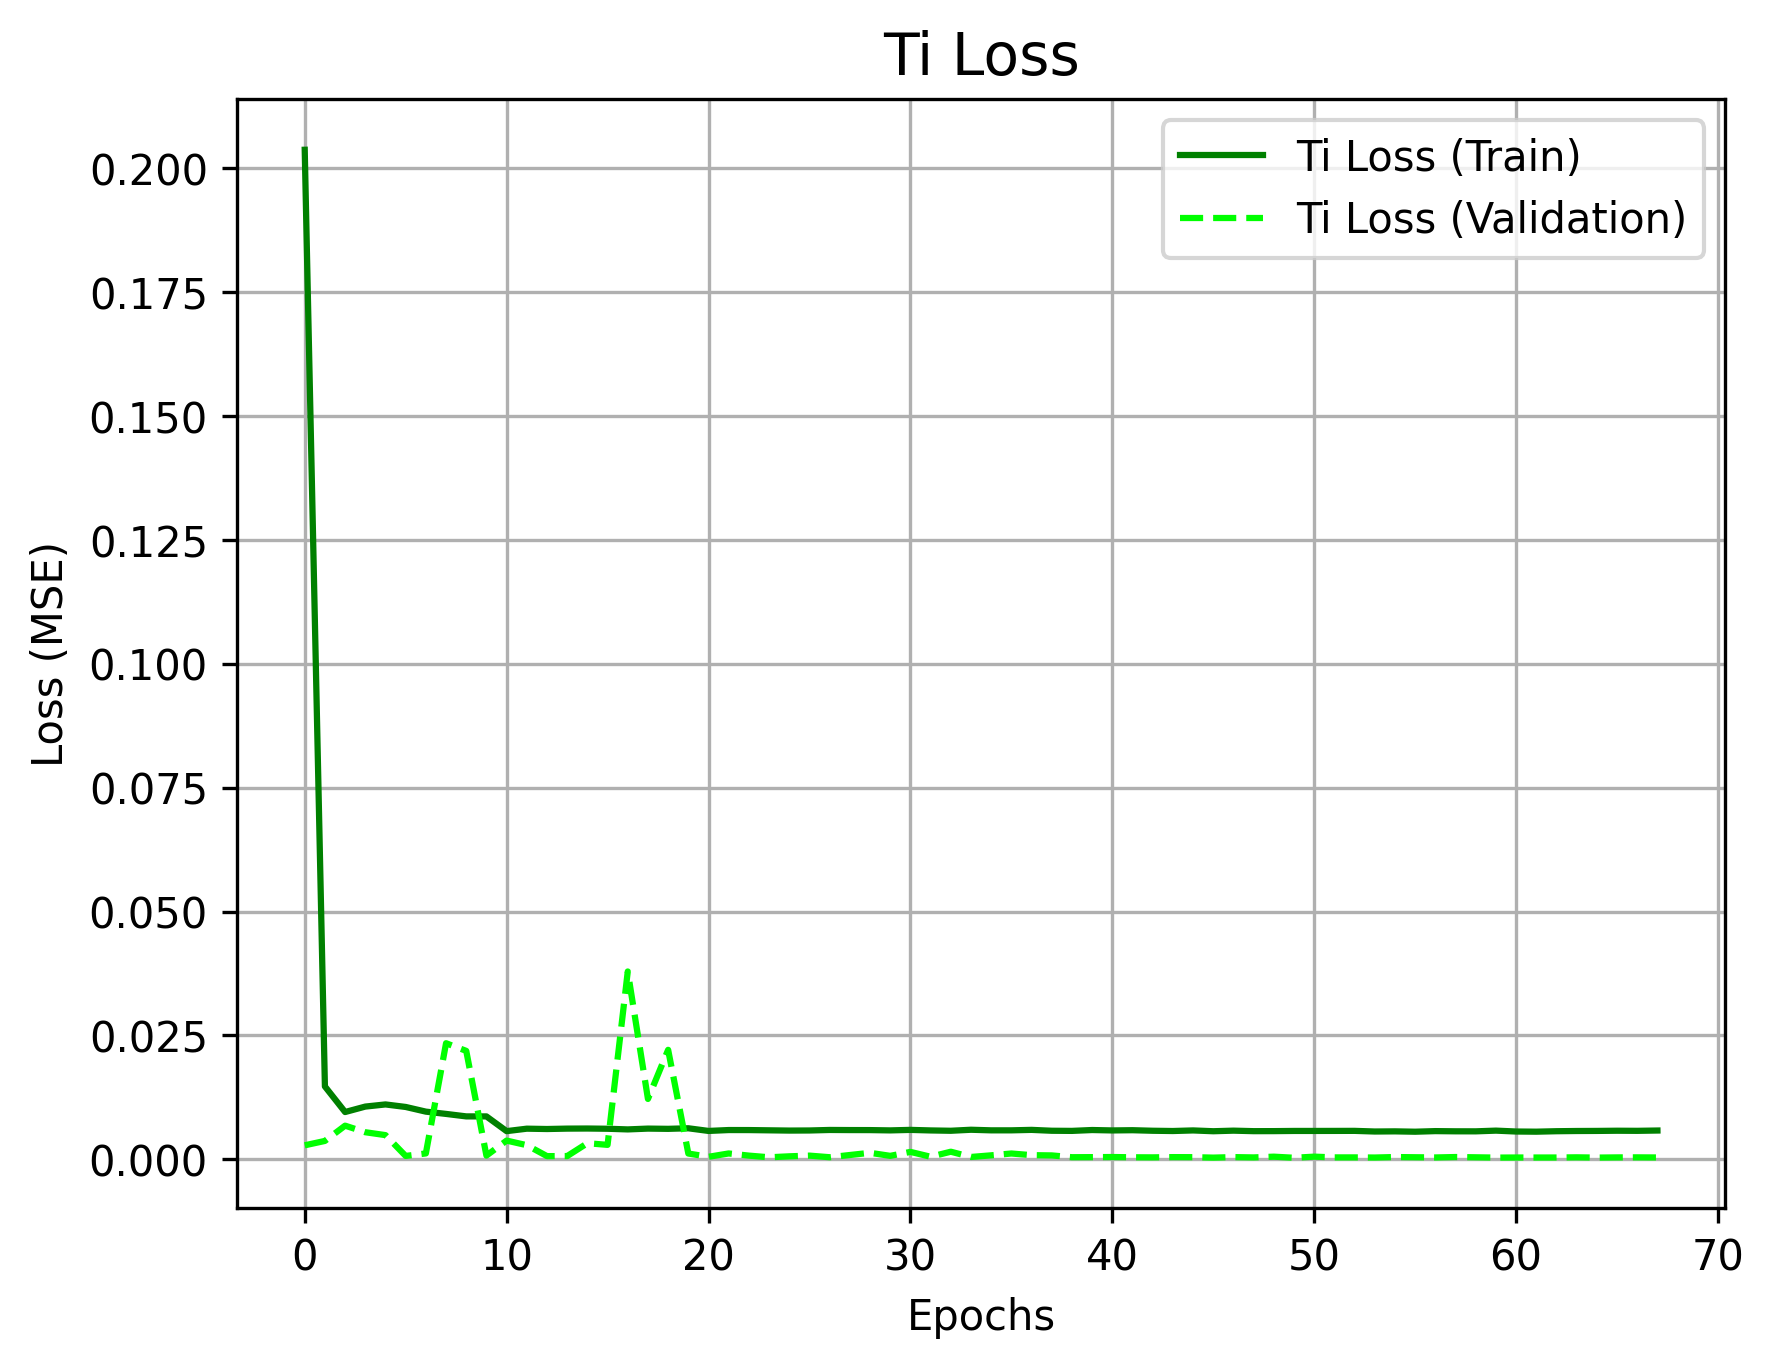 Ti Loss
Ti Loss (Train)
Ti Loss (Validation)
Loss (MSE)
0.200
0.175
0.150
0.125
0.100
0.075
0.050
0.025
0.000
0 10 20 30 40 50 60 70
Epochs